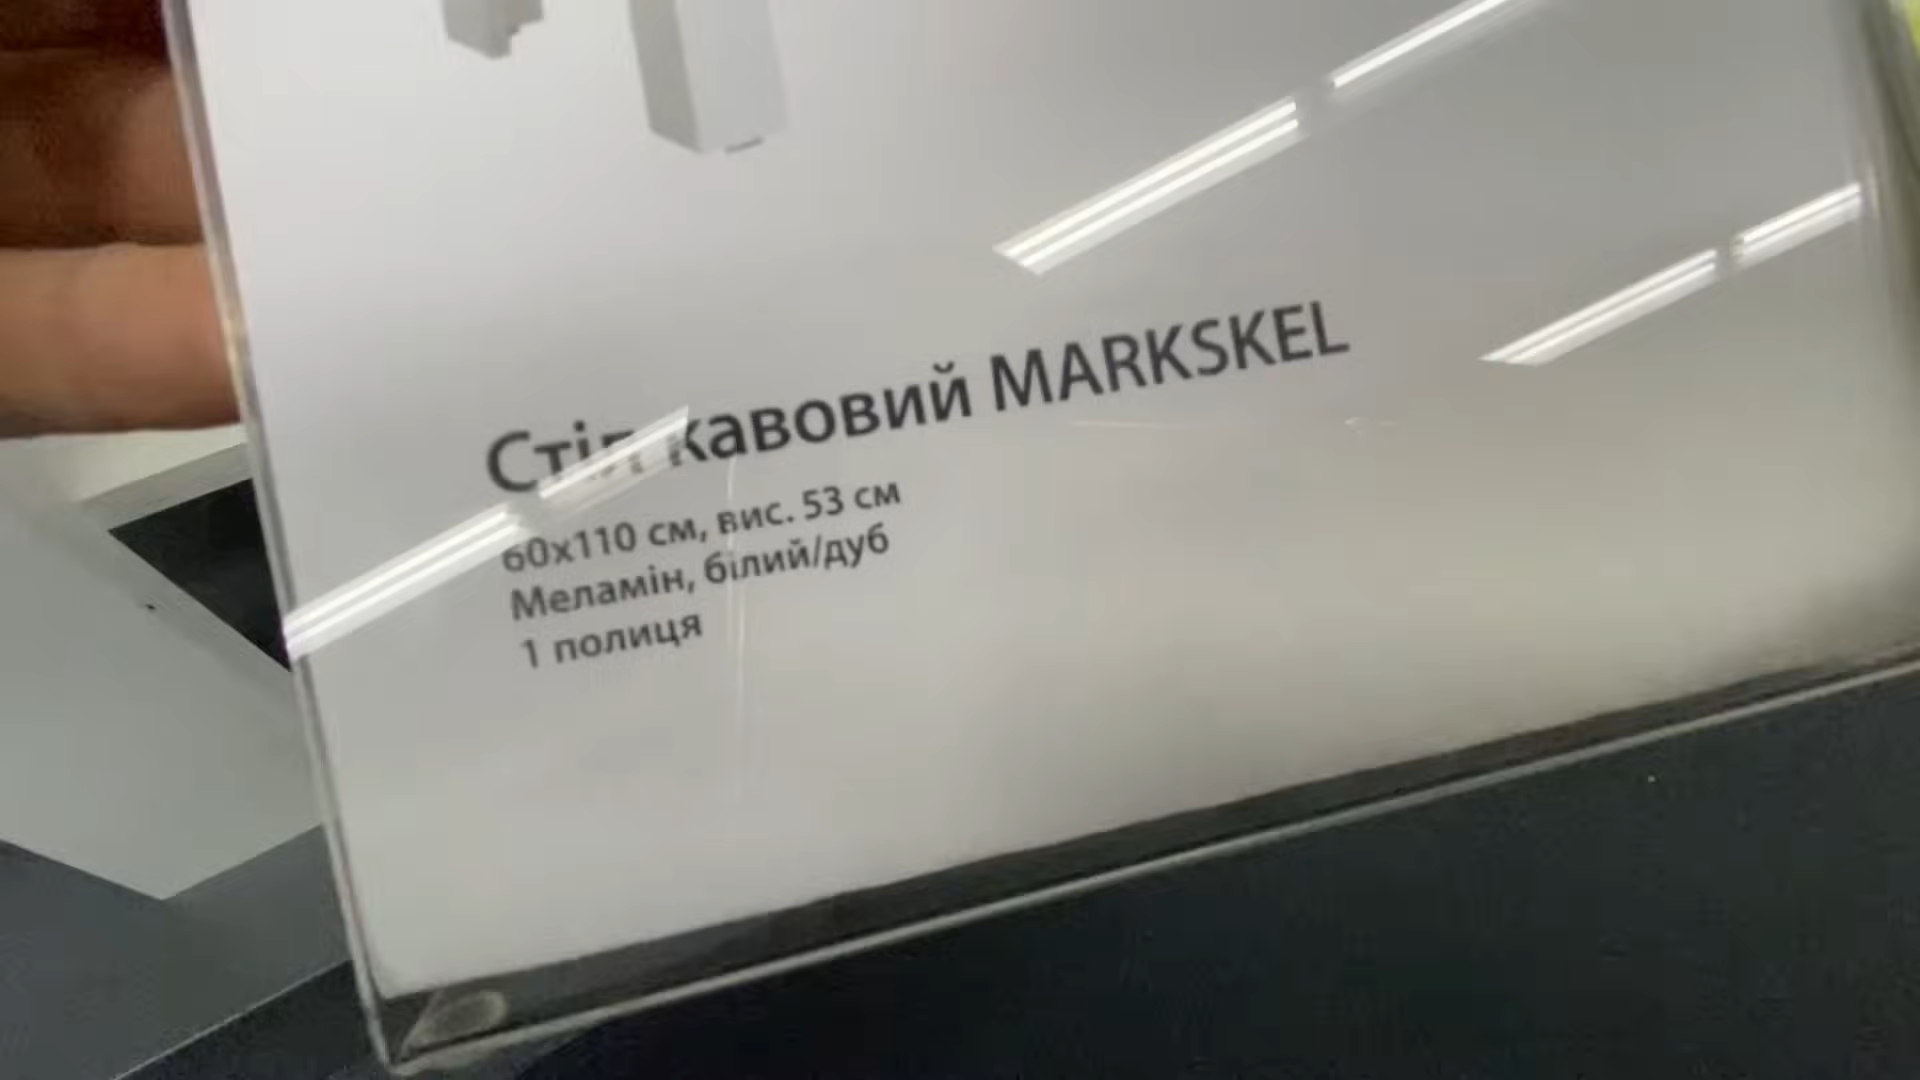 Стіл кавовий MARKSKEL
60x110 см, вис. 53 см
Меламін, білий/дуб
1 полиця